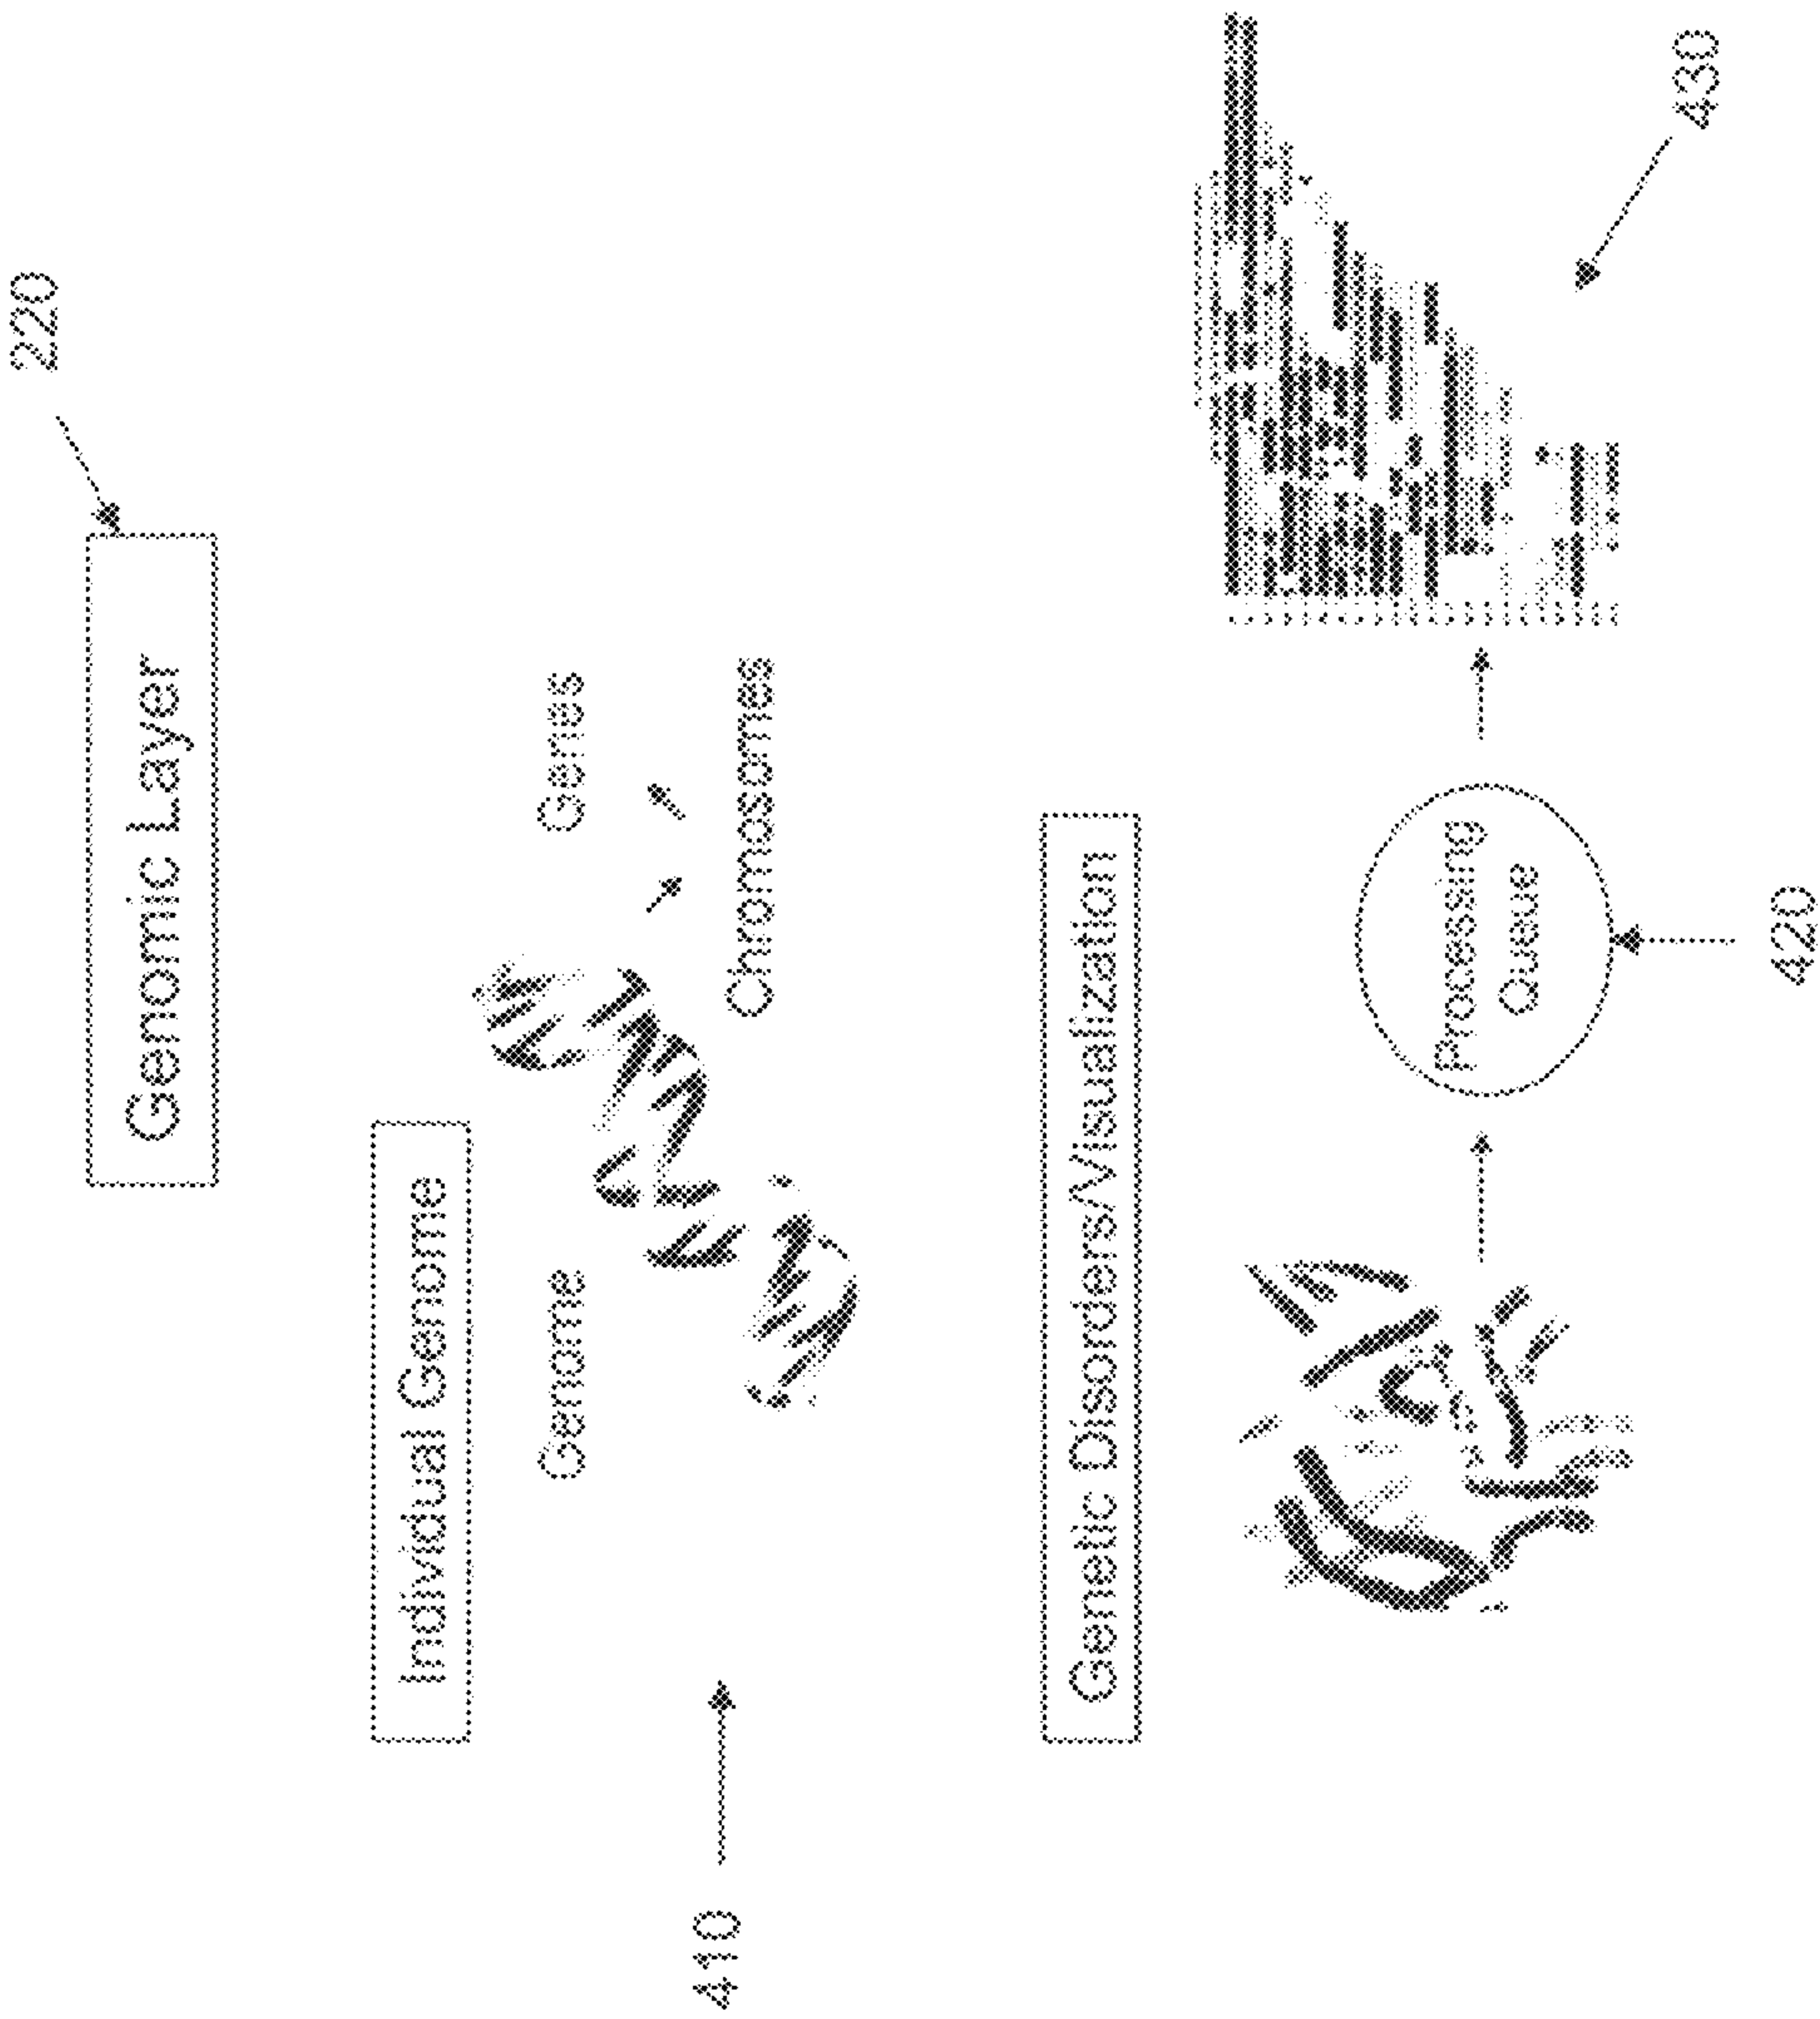 220
Genomic Layer
Individual Genome
Genome
Genes
Chromosomes
410
Genetic Disorders/Visualization
Processing
Queue
430
420